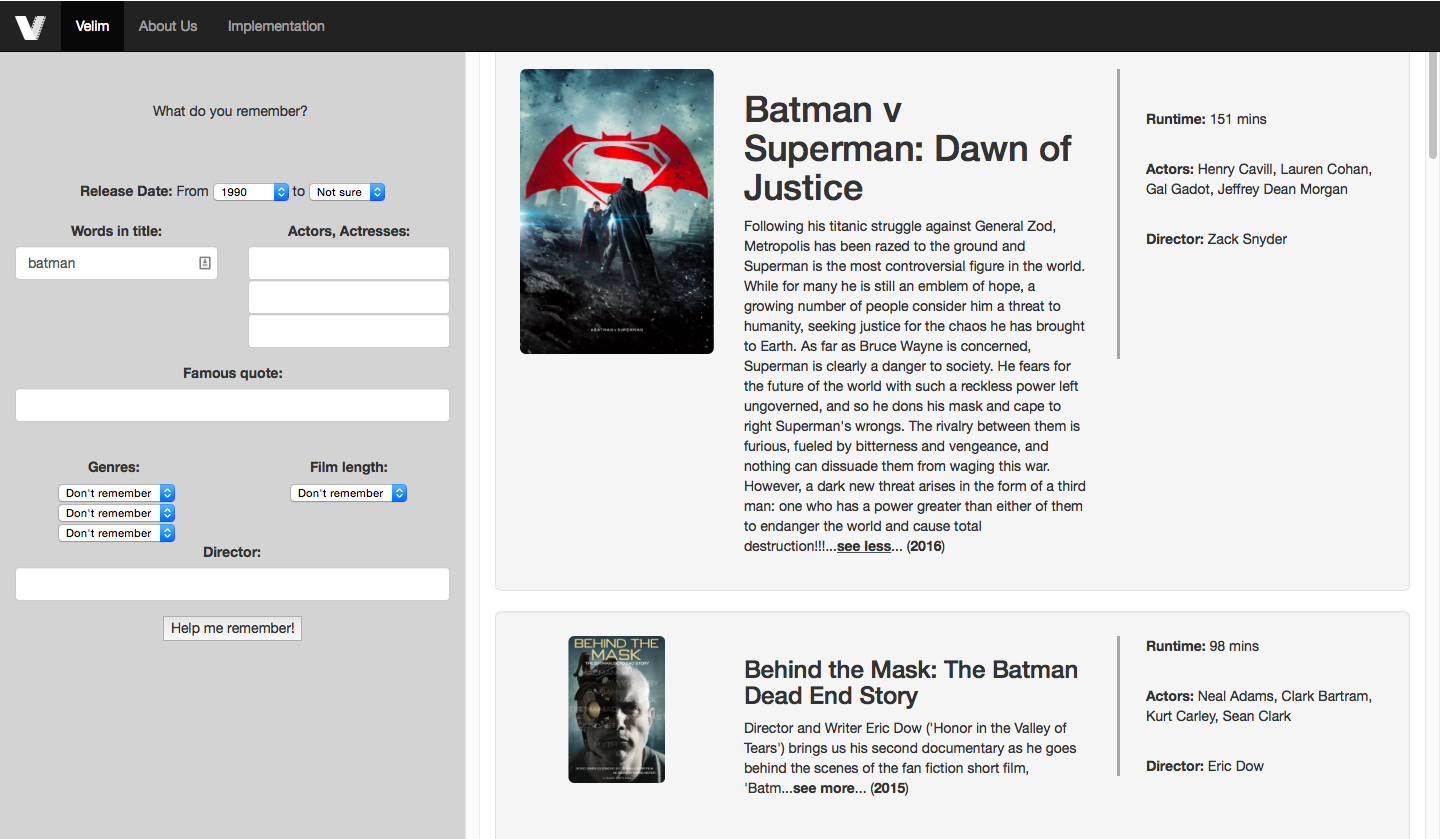 Velim About Us Implementation
What do you remember?
Release Date: From 1990 to Not sure
Words in title: Actors, Actresses:
batman
Famous quote:
Genres: Film length:
Don't remember Don't remember
Don't remember
Don't remember
Director:
Help me remember!
#BATMANVSUPERMAN
Batman v
Superman: Dawn of
Justice
Following his titanic struggle against General Zod,
Metropolis has been razed to the ground and
Superman is the most controversial figure in the world.
While for many he is still an emblem of hope, a
growing number of people consider him a threat to
humanity, seeking justice for the chaos he has brought
to Earth. As far as Bruce Wayne is concerned,
Superman is clearly a danger to society. He fears for
the future of the world with such a reckless power left
ungoverned, and so he dons his mask and cape to
right Superman's wrongs. The rivalry between them is
furious, fueled by bitterness and vengeance, and
nothing can dissuade them from waging this war.
However, a dark new threat arises in the form of a third
man: one who has a power greater than either of them
to endanger the world and cause total
destruction!!!...see less... (2016)
Runtime: 151 mins
Actors: Henry Cavill, Lauren Cohan,
Gal Gadot, Jeffrey Dean Morgan
Director: Zack Snyder
BEHIND THE
MASK
THE BATMAN DEAD END STORY
Behind the Mask: The Batman
Dead End Story
Director and Writer Eric Dow ('Honor in the Valley of
Tears') brings us his second documentary as he goes
behind the scenes of the fan fiction short film,
'Batm...see more... (2015)
Runtime: 98 mins
Actors: Neal Adams, Clark Bartram,
Kurt Carley, Sean Clark
Director: Eric Dow